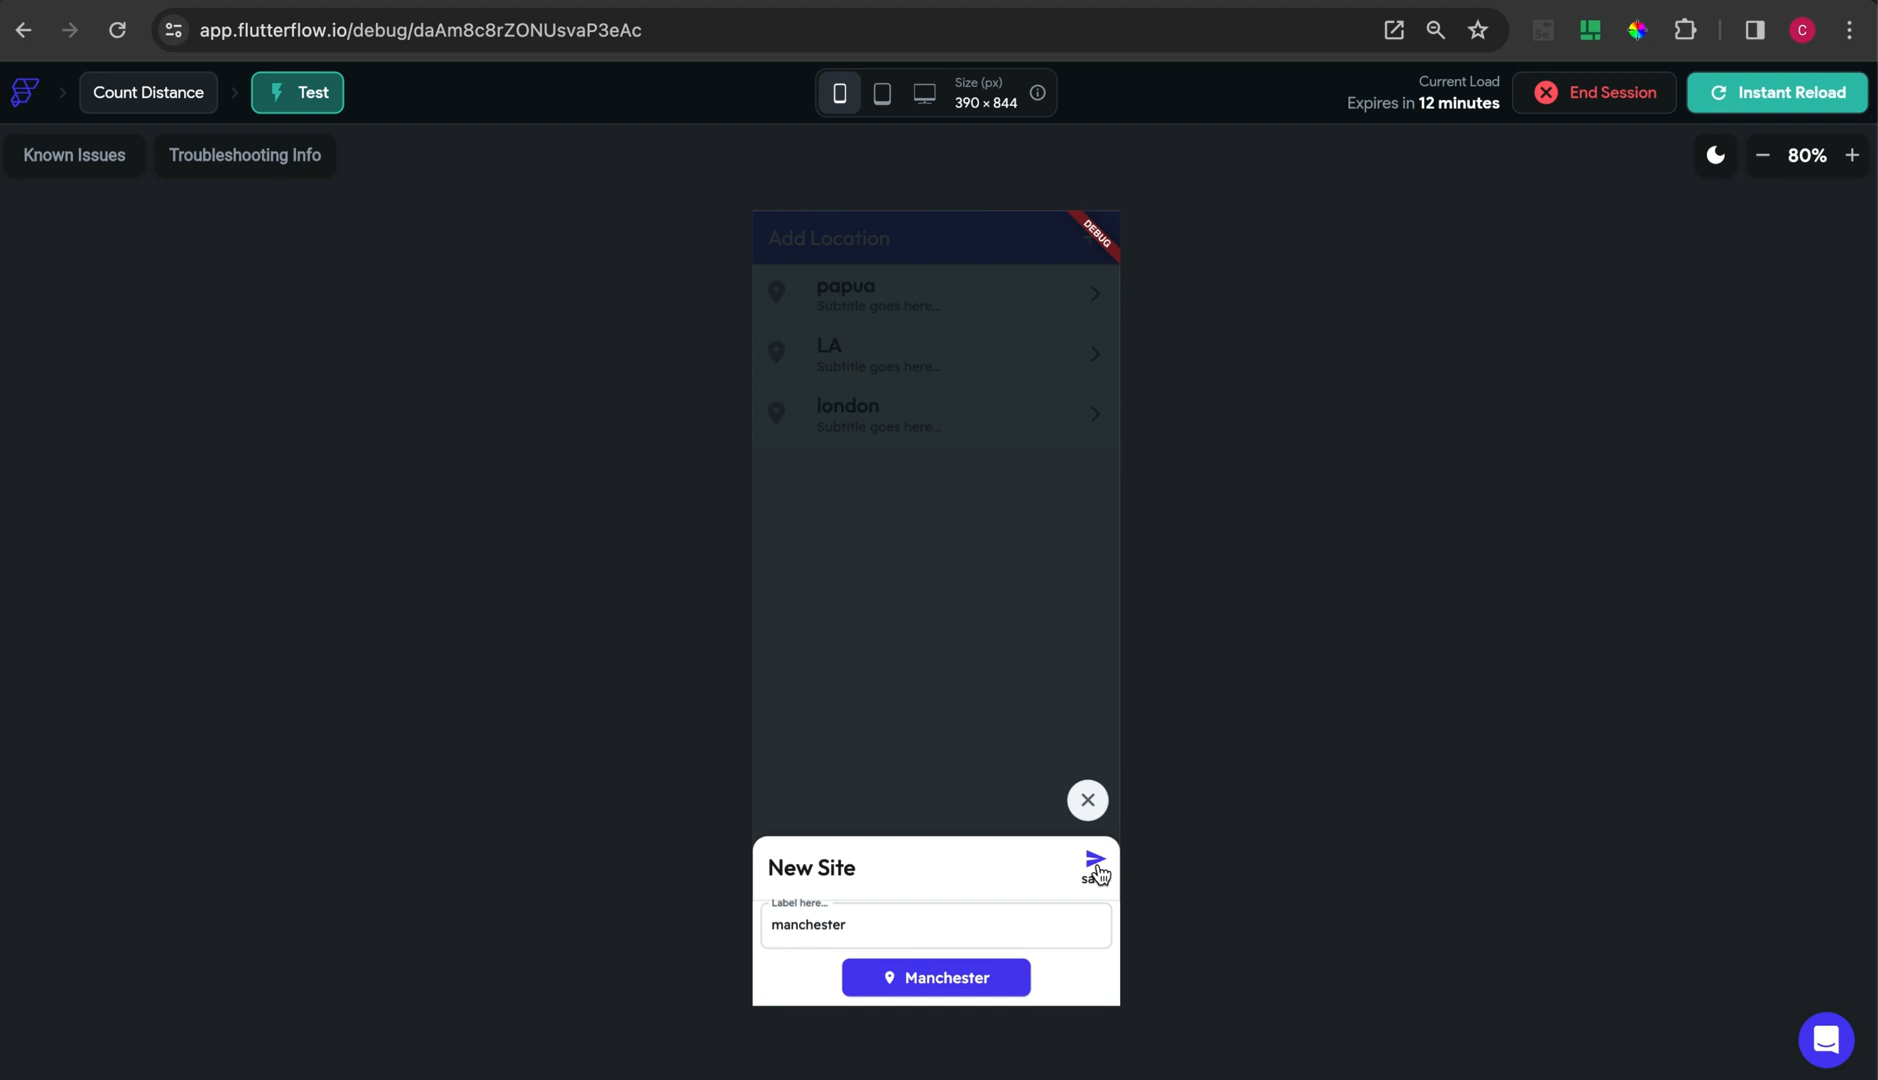 app.flutterflow.io/debug/daAm8c8rZONUsvaP3eAc
Count Distance
Test
Size (px)
390 × 844
Current Load
Expires in 12 minutes
End Session
Instant Reload
Known Issues
Troubleshooting Info
80%
Add Location
DEBUG
papua
Subtitle goes here...
LA
Subtitle goes here...
london
Subtitle goes here...
New Site
Label here...
manchester
Manchester